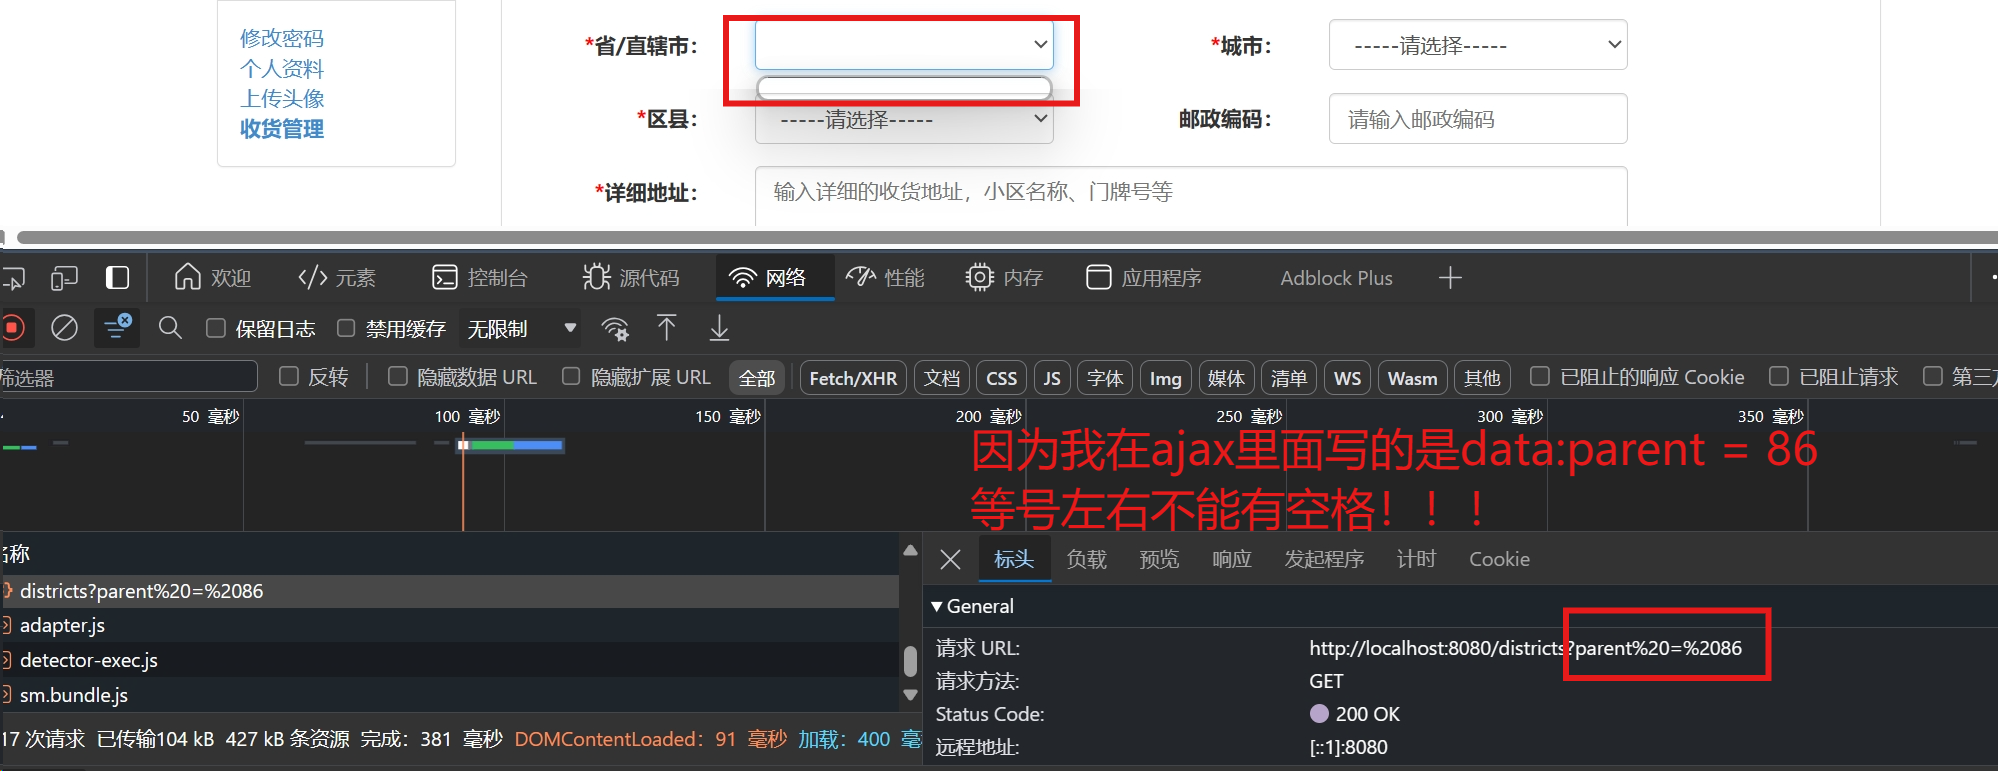 修改密码
个人资料
上传头像
收货管理
*省/直辖市:
*城市:
-----请选择-----
*区县:
-----请选择-----
邮政编码:
请输入邮政编码
*详细地址:
输入详细的收货地址，小区名称、门牌号等
欢迎
元素
控制台
源代码
网络
性能
内存
应用程序
Adblock Plus
保留日志
禁用缓存
无限制
筛选器
反转
隐藏数据 URL
隐藏扩展 URL
全部
Fetch/XHR
文档
CSS
JS
字体
Img
媒体
清单
WS
Wasm
其他
已阻止的响应 Cookie
已阻止请求
第三方
50 毫秒
100 毫秒
150 毫秒
200 毫秒
250 毫秒
300 毫秒
350 毫秒
因为我在ajax里面写的是data:parent = 86
等号左右不能有空格！！！
名称
districts?parent%20=%2086
adapter.js
detector-exec.js
sm.bundle.js
17 次请求 已传输104 kB 427 kB 条资源 完成: 381 毫秒 DOMContentLoaded: 91 毫秒 加载: 400 毫
标头
负载
预览
响应
发起程序
计时
Cookie
General
请求 URL: http://localhost:8080/districts?parent%20=%2086
请求方法: GET
Status Code: 200 OK
远程地址: [::1]:8080